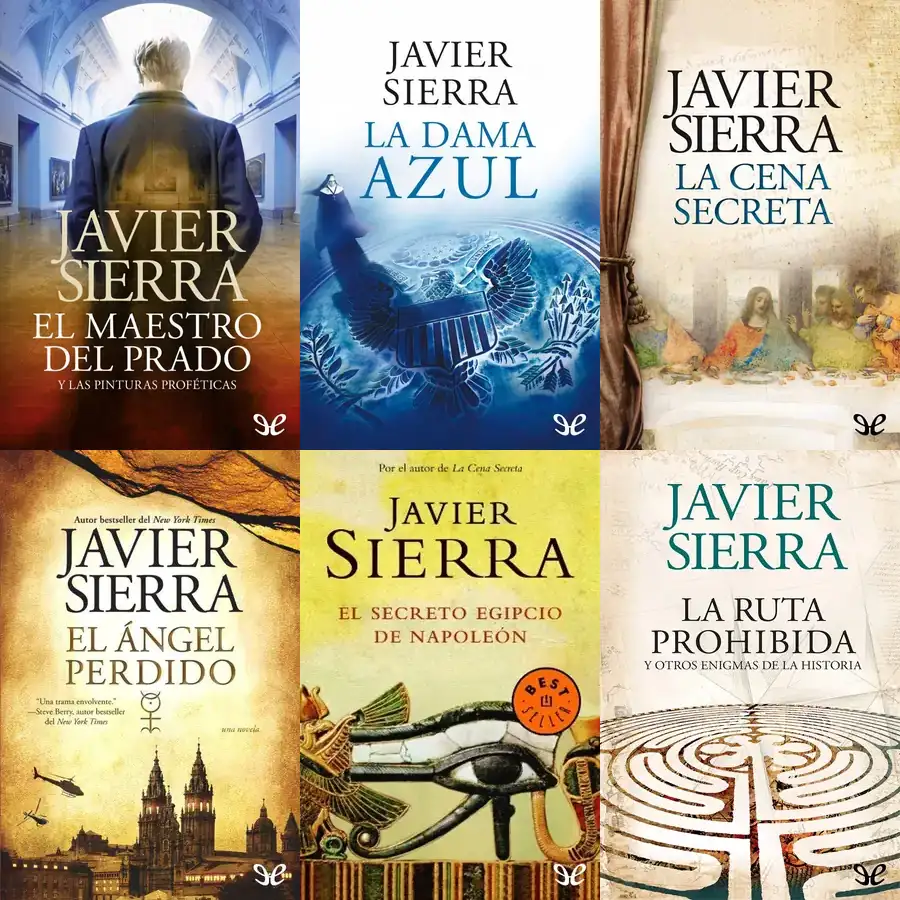 JAVIER
SIERRA
EL MAESTRO
DEL PRADO
Y LAS PINTURAS PROFÉTICAS
JAVIER
SIERRA
LA DAMA
AZUL
JAVIER
SIERRA
LA CENA
SECRETA
Autor bestseller del New York Times
JAVIER
SIERRA
EL ÁNGEL
PERDIDO
“Una trama envolvente.”
—Steve Berry, autor bestseller
del New York Times
una novela
Por el autor de La Cena Secreta
JAVIER
SIERRA
EL SECRETO EGIPCIO
DE NAPOLEÓN
BEST
SELLER
JAVIER
SIERRA
LA RUTA
PROHIBIDA
Y OTROS ENIGMAS DE LA HISTORIA